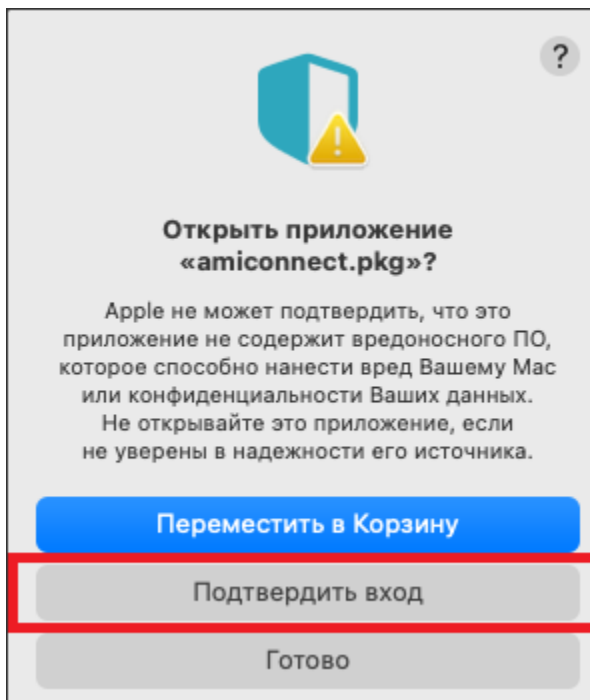 ?
Открыть приложение
«amiconnect.pkg»?
Apple не может подтвердить, что это
приложение не содержит вредоносного ПО,
которое способно нанести вред Вашему Mac
или конфиденциальности Ваших данных.
Не открывайте это приложение, если
не уверены в надежности его источника.
Переместить в Корзину
Подтвердить вход
Готово